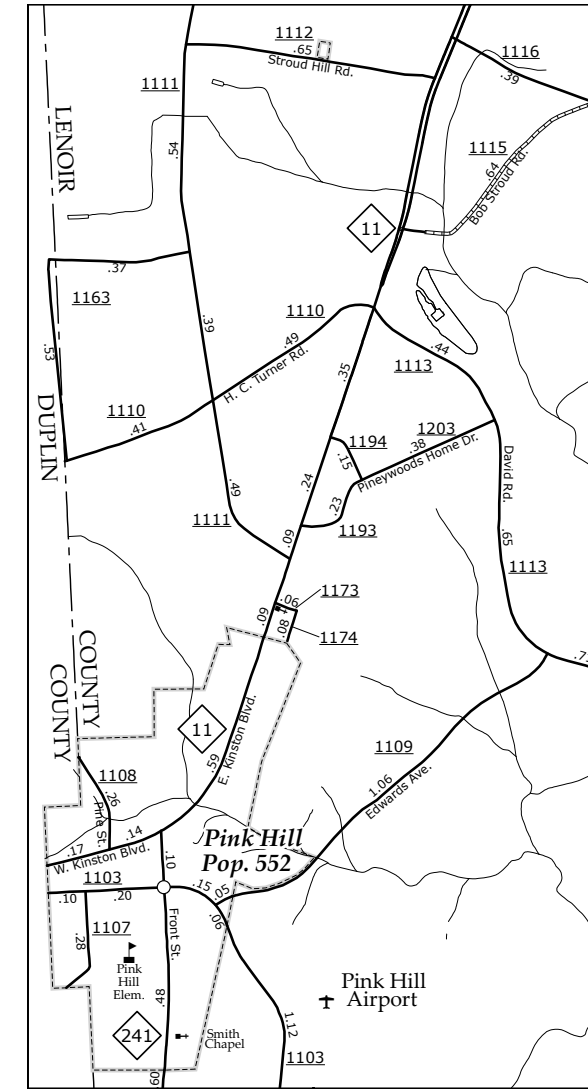 1112
.65
Stroud Hill Rd.
1116
.39
1111
.54
LENOIR
1115
.64
Bob Stroud Rd.
11
.37
1163
.39
1110
.49
H. C. Turner Rd.
.35
.44
1113
.53
DUPLIN
1110
.41
1203
.38
Pineywoods Home Dr.
1194
.15
David Rd.
.24
.49
.23
1111
1193
.09
.65
1113
.06
1173
.09
.08
1174
COUNTY
COUNTY
11
E. Kinston Blvd.
.59
1109
1.06
Edwards Ave.
1108
.26
Pine St.
.14
.17
W. Kinston Blvd.
Pink Hill
Pop. 552
.10
1103
.10
.20
.15
.05
.06
1107
.28
Front St.
Pink
Hill
Elem.
.48
Pink Hill
Airport
241
Smith
Chapel
1.12
1103
.60